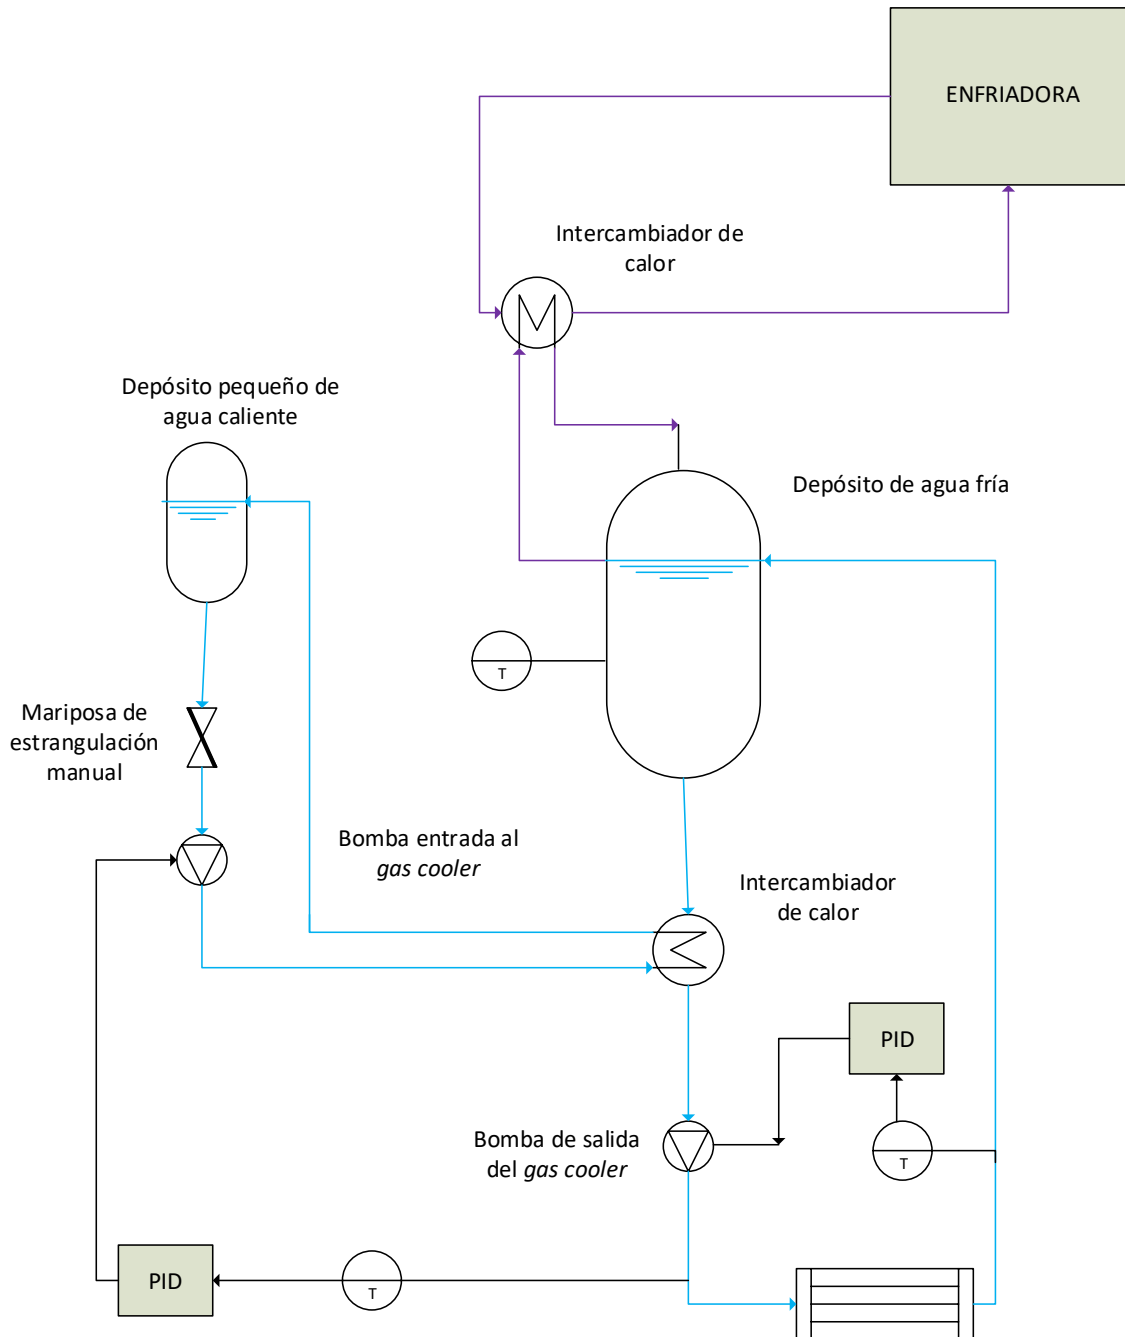 ENFRIADORA
Intercambiador de
calor
Depósito pequeño de
agua caliente
Depósito de agua fría
T
Mariposa de
estrangulación
manual
Bomba entrada al
gas cooler
Intercambiador
de calor
PID
Bomba de salida
del gas cooler
T
PID
T